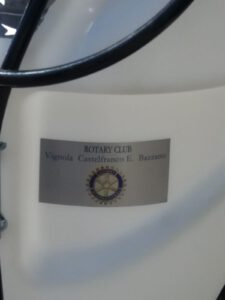 ROTARY CLUB
Vignola Castelfranco E. Bazzano